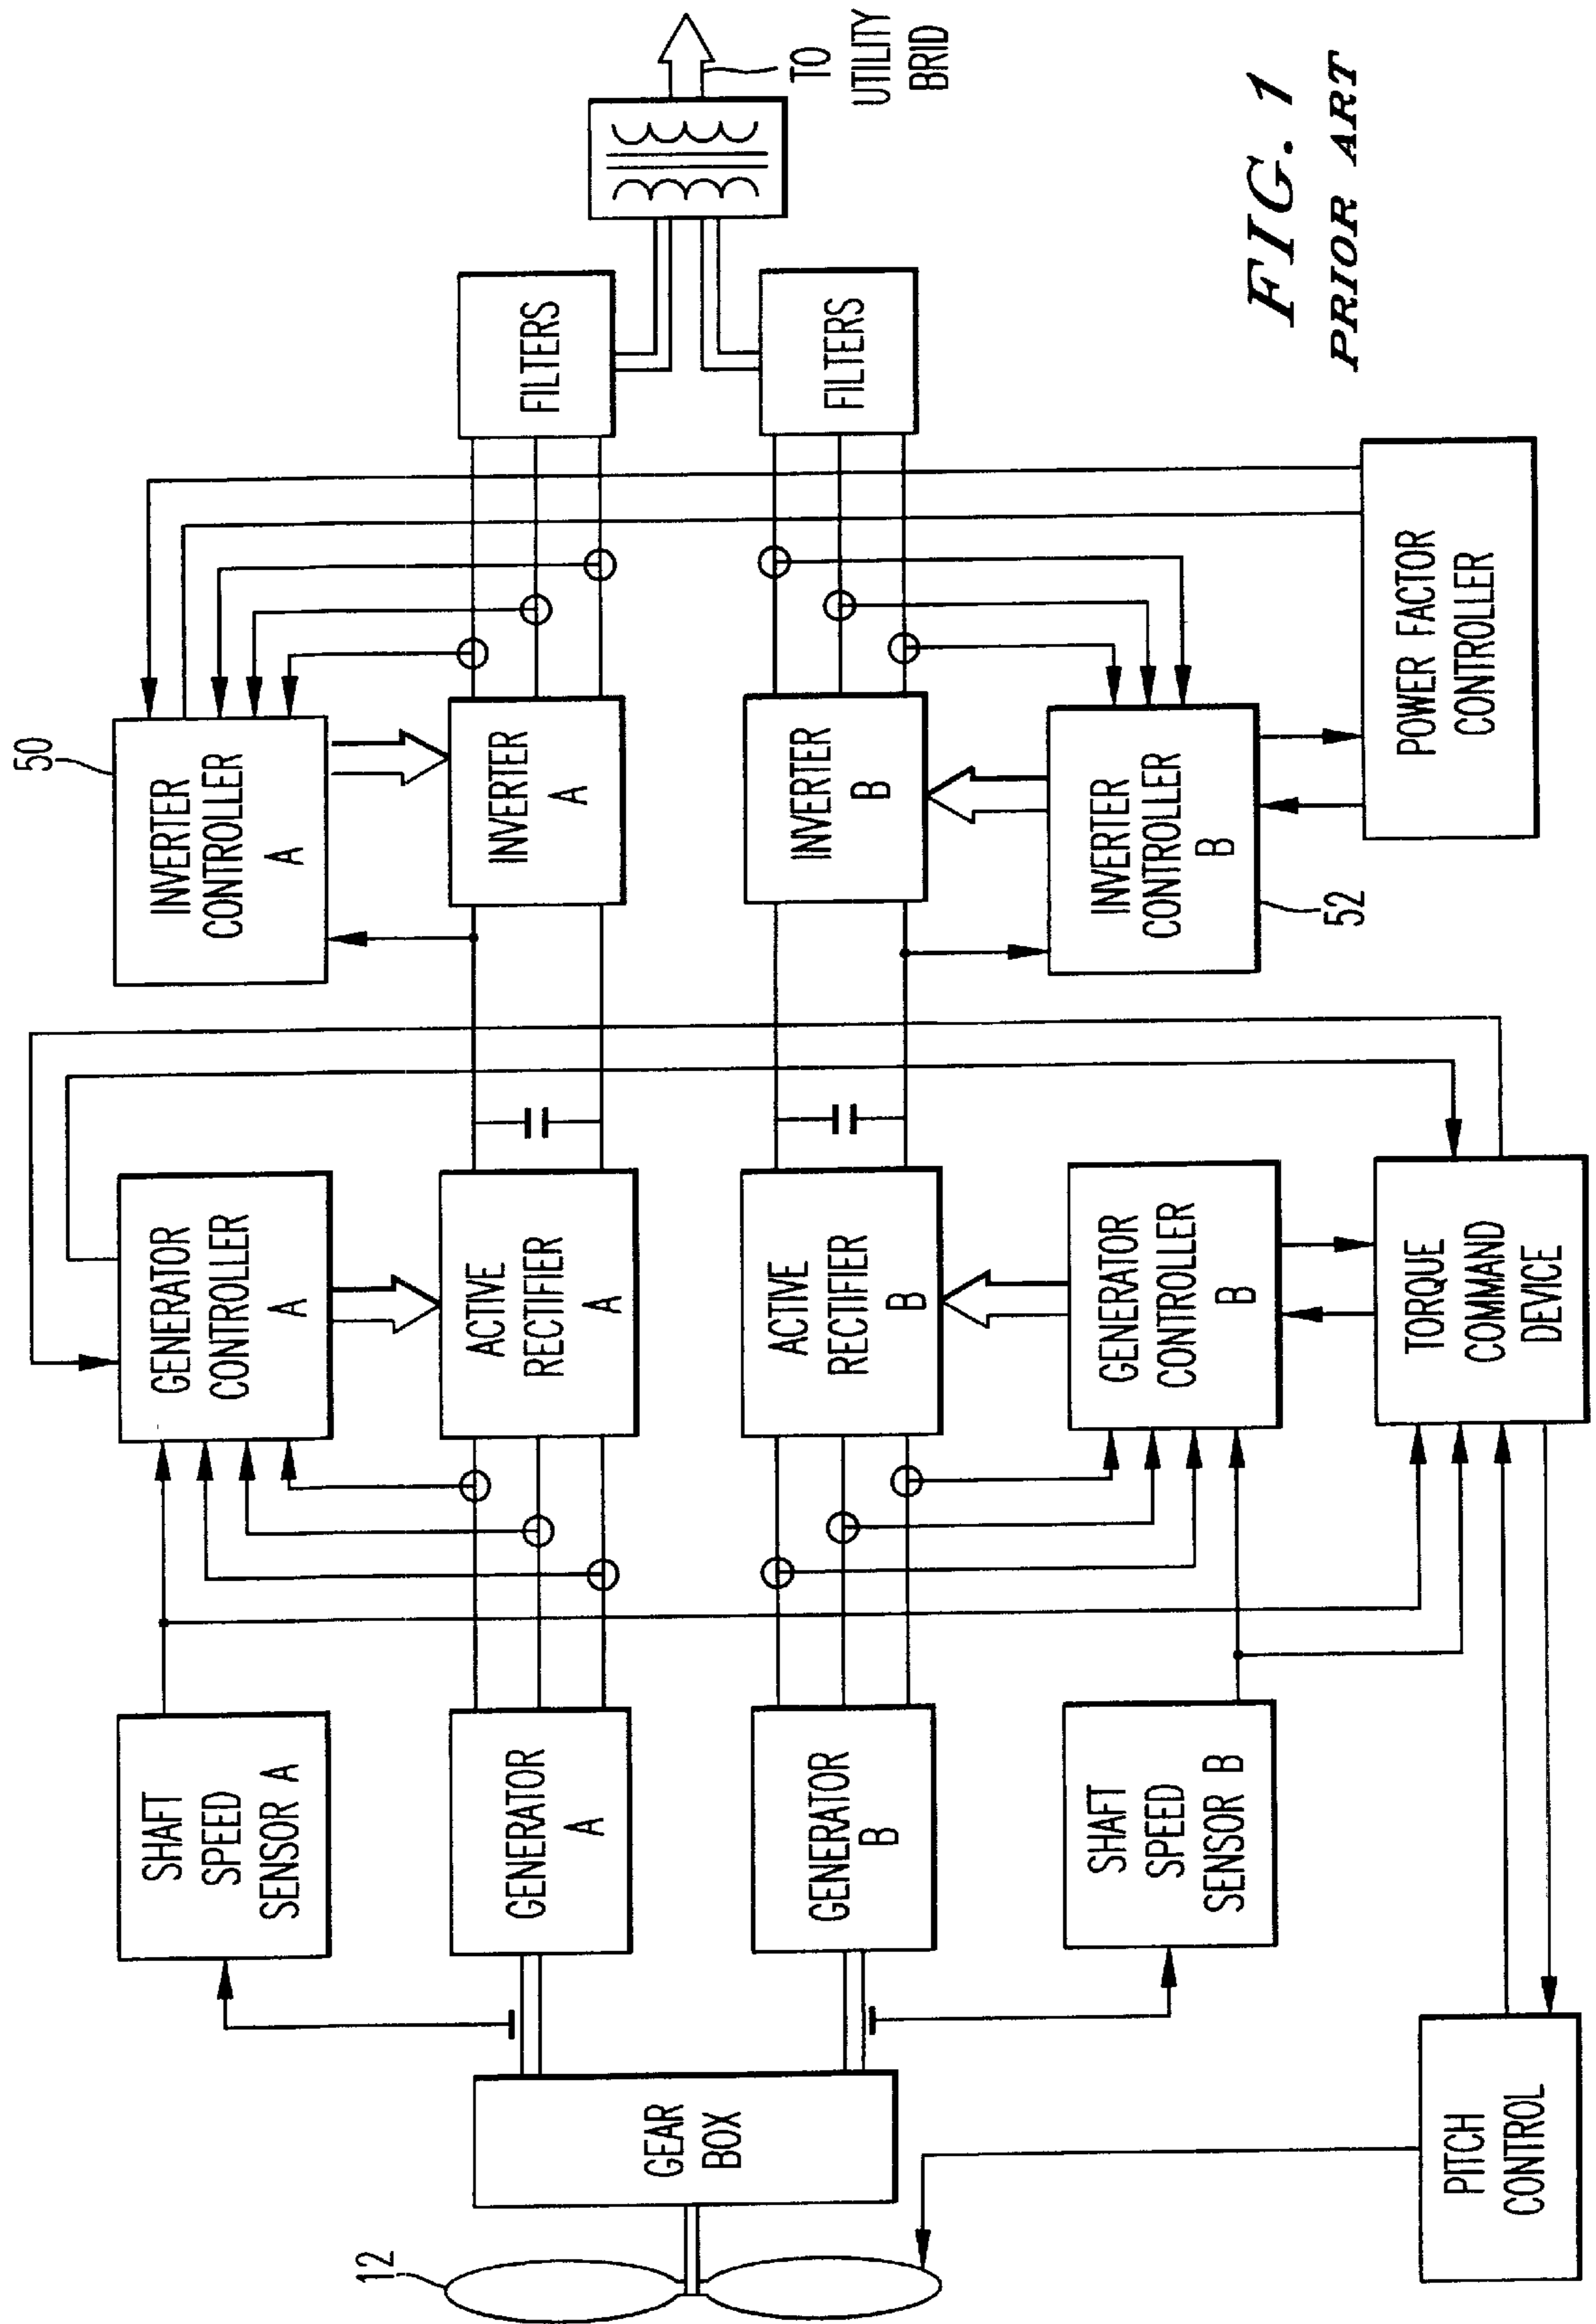 12
GEAR
BOX
PITCH
CONTROL
SHAFT
SPEED
SENSOR A
GENERATOR
A
GENERATOR
B
SHAFT
SPEED
SENSOR B
GENERATOR
CONTROLLER
A
ACTIVE
RECTIFIER
A
ACTIVE
RECTIFIER
B
GENERATOR
CONTROLLER
B
TORQUE
COMMAND
DEVICE
50
INVERTER
CONTROLLER
A
INVERTER
A
INVERTER
B
INVERTER
CONTROLLER
B
52
POWER FACTOR
CONTROLLER
FILTERS
FILTERS
TO
UTILITY
BRID
FIG. 1
PRIOR ART